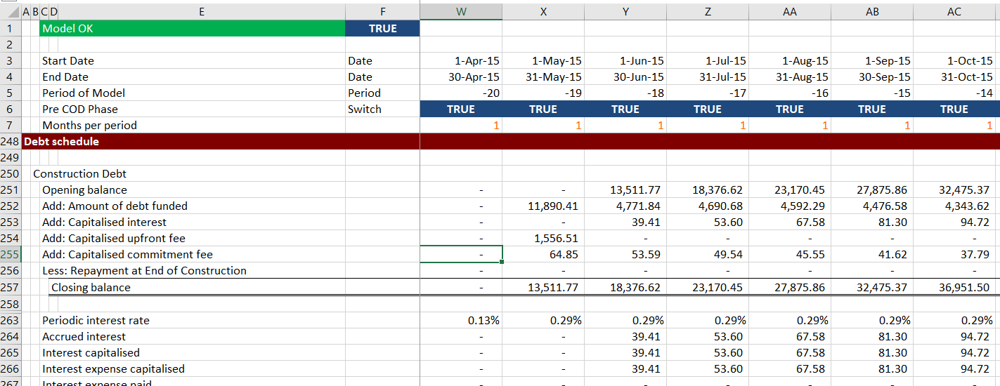 A B C D E F W X Y Z AA AB AC
1 Model OK TRUE
2
3 Start Date Date 1-Apr-15 1-May-15 1-Jun-15 1-Jul-15 1-Aug-15 1-Sep-15 1-Oct-15
4 End Date Date 30-Apr-15 31-May-15 30-Jun-15 31-Jul-15 31-Aug-15 30-Sep-15 31-Oct-15
5 Period of Model Period -20 -19 -18 -17 -16 -15 -14
6 Pre COD Phase Switch TRUE TRUE TRUE TRUE TRUE TRUE TRUE
7 Months per period 1 1 1 1 1 1 1
248 Debt schedule
249
250 Construction Debt
251 Opening balance - - 13,511.77 18,376.62 23,170.45 27,875.86 32,475.37
252 Add: Amount of debt funded - 11,890.41 4,771.84 4,690.68 4,592.29 4,476.58 4,343.62
253 Add: Capitalised interest - - 39.41 53.60 67.58 81.30 94.72
254 Add: Capitalised upfront fee - 1,556.51 - - - - -
255 Add: Capitalised commitment fee - 64.85 53.59 49.54 45.55 41.62 37.79
256 Less: Repayment at End of Construction - - - - - - -
257 Closing balance - 13,511.77 18,376.62 23,170.45 27,875.86 32,475.37 36,951.50
258
263 Periodic interest rate 0.13% 0.29% 0.29% 0.29% 0.29% 0.29% 0.29%
264 Accrued interest - - 39.41 53.60 67.58 81.30 94.72
265 Interest capitalised - - 39.41 53.60 67.58 81.30 94.72
266 Interest expense capitalised - - 39.41 53.60 67.58 81.30 94.72
267 Interest expense paid - - - - - - -